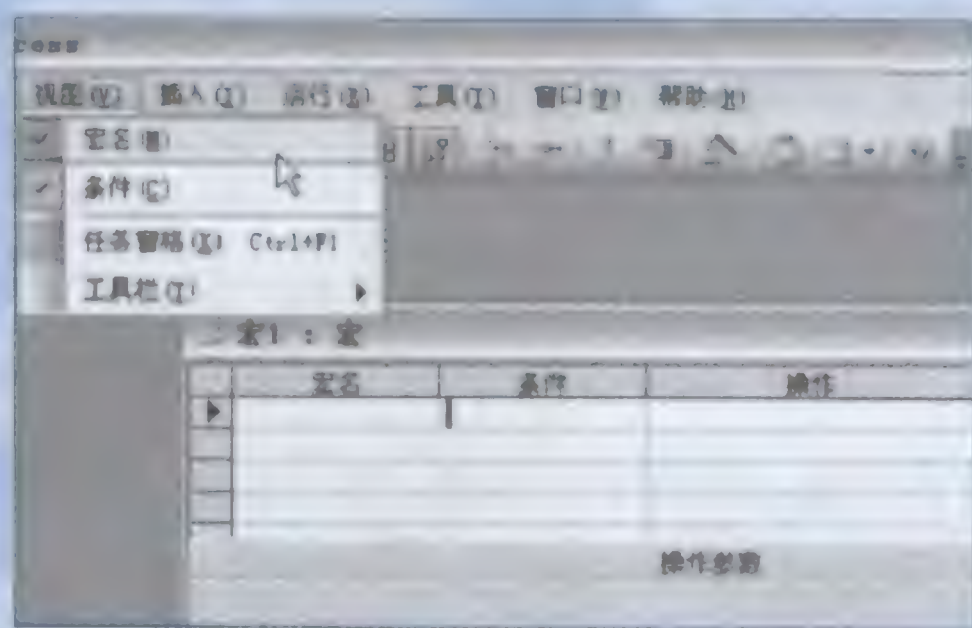 cess
视图(V) 插入(I) 运行(R) 工具(T) 窗口(W) 帮助(H)
宏名(M)
条件(C)
任务窗格(K) Ctrl+F1
工具栏(T)
宏1 : 宏
宏名 条件 操作
操作参数